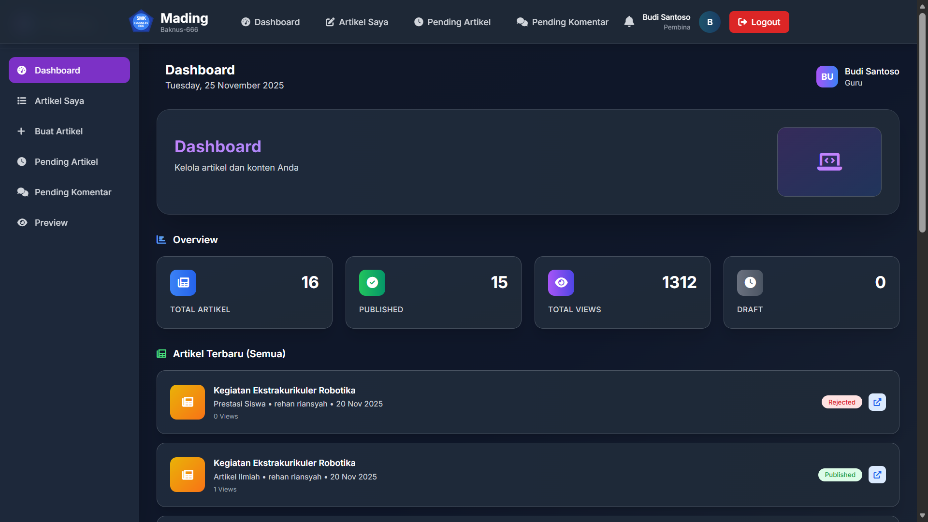 SMK
Mading
Baknus-666
Dashboard
Artikel Saya
Pending Artikel
Pending Komentar
Budi Santoso
Pembina
B
Logout
Dashboard
Artikel Saya
Buat Artikel
Pending Artikel
Pending Komentar
Preview
Dashboard
Tuesday, 25 November 2025
BU
Budi Santoso
Guru
Dashboard
Kelola artikel dan konten Anda
Overview
16
TOTAL ARTIKEL
15
PUBLISHED
1312
TOTAL VIEWS
0
DRAFT
Artikel Terbaru (Semua)
Kegiatan Ekstrakurikuler Robotika
Prestasi Siswa • rehan riansyah • 20 Nov 2025
0 Views
Rejected
Kegiatan Ekstrakurikuler Robotika
Artikel Ilmiah • rehan riansyah • 20 Nov 2025
1 Views
Published